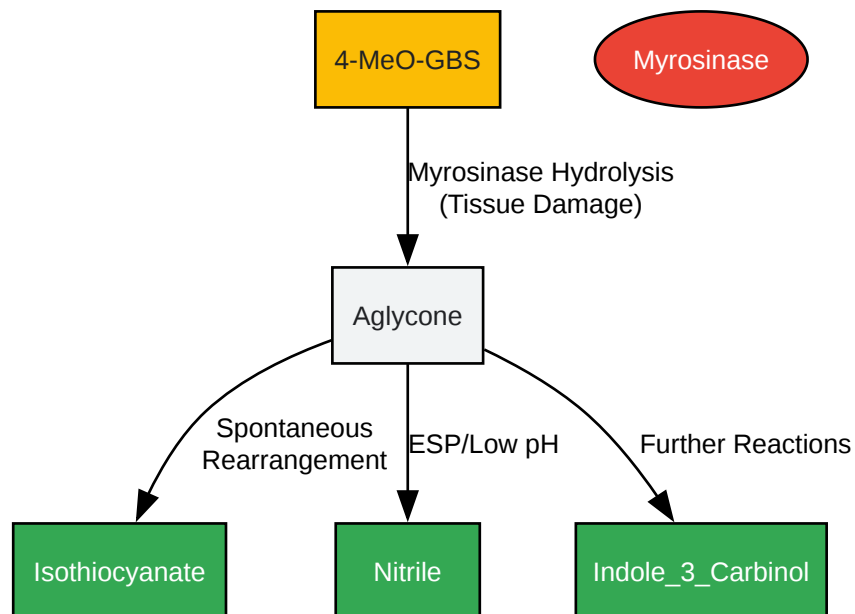 4-MeO-GBS
Myrosinase
Myrosinase Hydrolysis
(Tissue Damage)
Aglycone
Spontaneous
Rearrangement
ESP/Low pH
Further Reactions
Isothiocyanate
Nitrile
Indole_3_Carbinol